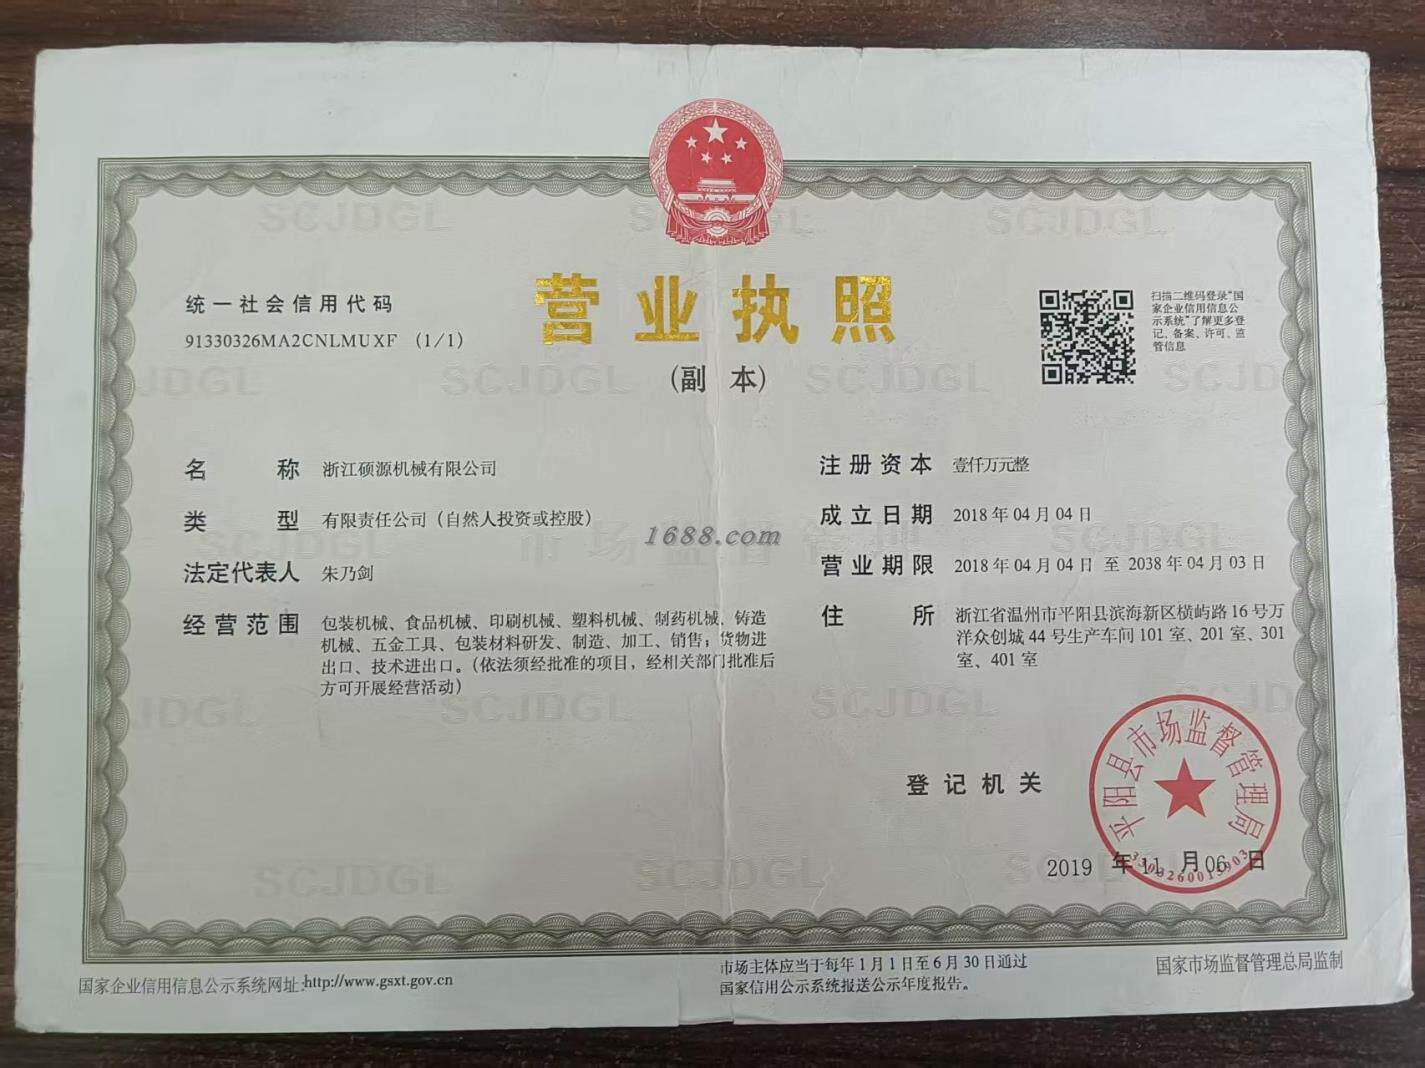 营业执照
(副 本)
统一社会信用代码
91330326MA2CNLMUXF (1/1)
扫描二维码登录“国
家企业信用信息公
示系统”了解更多登
记、备案、许可、监
管信息
名 称 浙江硕源机械有限公司
类 型 有限责任公司（自然人投资或控股）
法定代表人 朱乃剑
经营范围 包装机械、食品机械、印刷机械、塑料机械、制药机械、铸造
机械、五金工具、包装材料研发、制造、加工、销售；货物进
出口、技术进出口。（依法须经批准的项目，经相关部门批准后
方可开展经营活动）
注册资本 壹仟万元整
成立日期 2018年04月04日
营业期限 2018年04月04日 至 2038年04月03日
住 所 浙江省温州市平阳县滨海新区横屿路16号万
洋众创城44号生产车间101室、201室、301
室、401室
1688.com
登记机关
平阳县市场监督管理局
2019 年 11 月 06 日
国家企业信用信息公示系统网址:http://www.gsxt.gov.cn
市场主体应当于每年1月1日至6月30日通过
国家信用公示系统报送公示年度报告。
国家市场监督管理总局监制
SCJDGL
市场监督管理